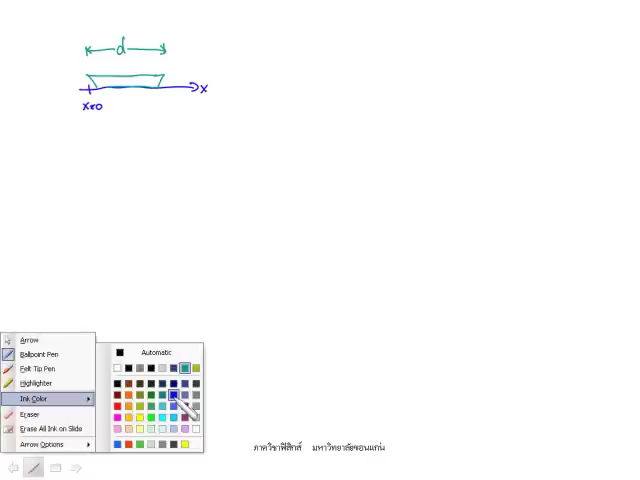 d
x
x=0
Arrow
Ballpoint Pen
Felt Tip Pen
Highlighter
Ink Color
Eraser
Erase All Ink on Slide
Arrow Options
Automatic
ภาควิชาฟิสิกส์ มหาวิทยาลัยขอนแก่น